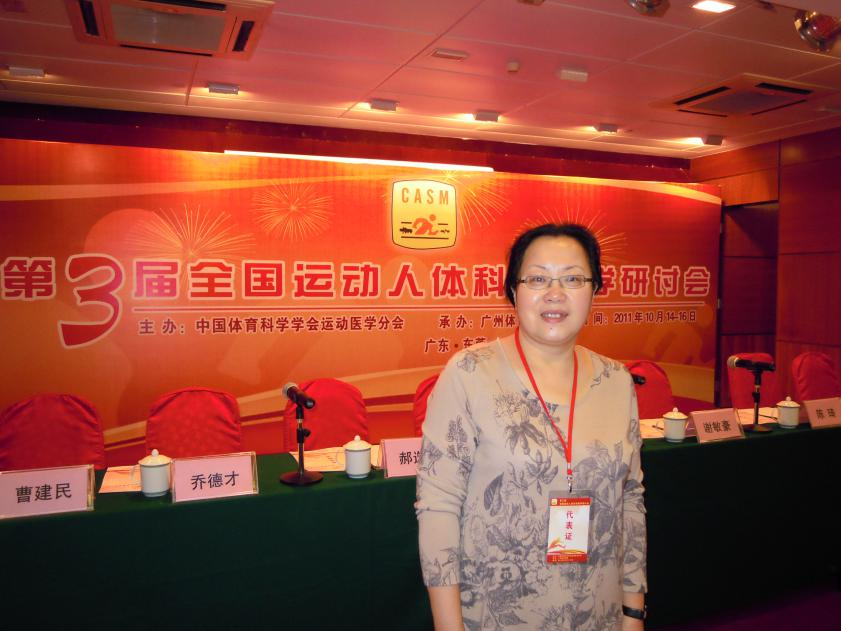 CASM
第3届全国运动人体科 学研讨会
主 办：中国体育科学学会运动医学分会 承 办：广州体 间：2011年10月14-16日
广东·东莞
曹建民
乔德才
郝选
谢敏豪
陈
代表证